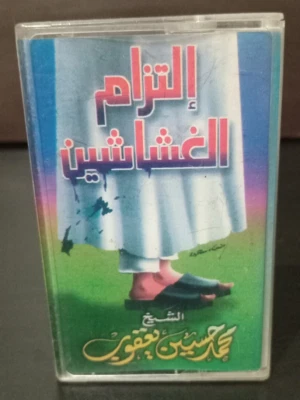 إلتزام
الغشاشين
الشيخ
محمد حسين يعقوب